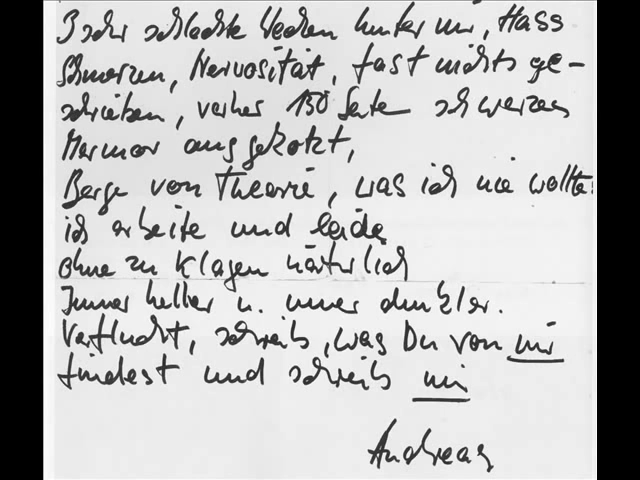 3 sehr schlechte Wochen hinter mir, Hass
Schmerzen, Nervosität, fast nichts ge-
schrieben, vorher 150 Seiten schwarzen
Marmor ausgekotzt,
Berge von Theorie, was ich nie wollte:
ich arbeite und leide
ohne zu klagen natürlich
Immer heller u. immer dunkler.
Verflucht, schreib, was Du von mir
findest und schreib mir
Andreas